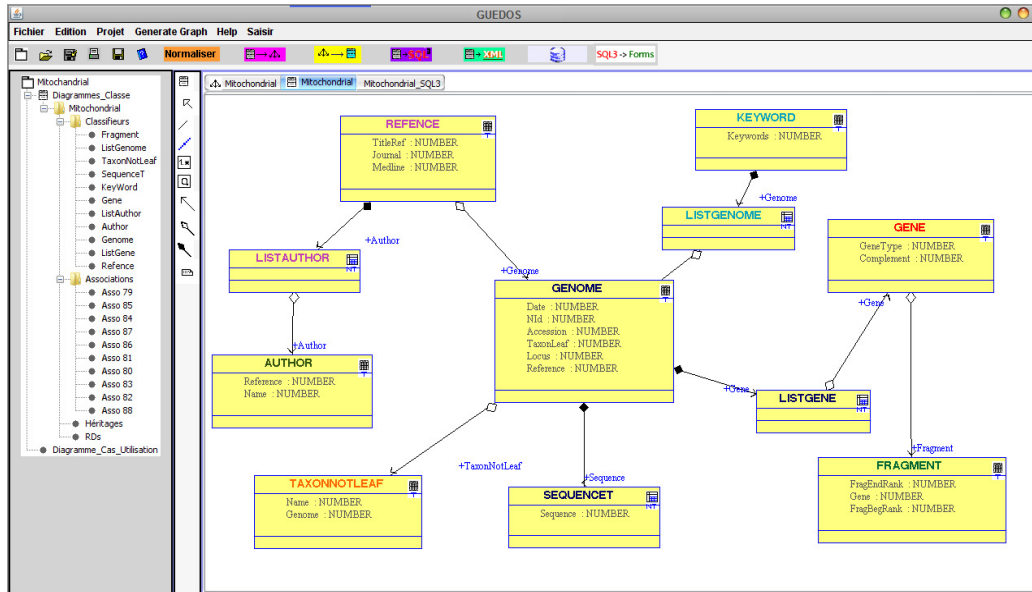 GUEDOS
Fichier Edition Projet Generate Graph Help Saisir
Normaliser
SQL3
XML
SQL3 -> Forms
Mitochandrial
Diagrammes_Classe
Mitochondrial
Classifieurs
Fragment
ListGenome
TaxonNotLeaf
SequenceT
KeyWord
Gene
ListAuthor
Author
Genome
ListGene
Refence
Associations
Asso 79
Asso 85
Asso 84
Asso 87
Asso 86
Asso 81
Asso 80
Asso 83
Asso 82
Asso 88
Héritages
RDs
Diagramme_Cas_Utilisation
1.*
Mitochondrial Mitochondrial Mitochondrial_SQL3
REFENCE
T
TitleRef : NUMBER
Journal : NUMBER
Medline : NUMBER
KEYWORD
T
Keywords : NUMBER
+Genome
LISTGENOME
NT
+Author
LISTAUTHOR
NT
+Genome
GENE
T
GeneType : NUMBER
Complement : NUMBER
+Gene
GENOME
T
Date : NUMBER
NId : NUMBER
Accession : NUMBER
TaxonLeaf : NUMBER
Locus : NUMBER
Reference : NUMBER
+Author
AUTHOR
T
Reference : NUMBER
Name : NUMBER
+Gene
LISTGENE
NT
+Fragment
FRAGMENT
T
FragEndRank : NUMBER
Gene : NUMBER
FragBegRank : NUMBER
+TaxonNotLeaf
TAXONNOTLEAF
T
Name : NUMBER
Genome : NUMBER
+Sequence
SEQUENCET
NT
Sequence : NUMBER